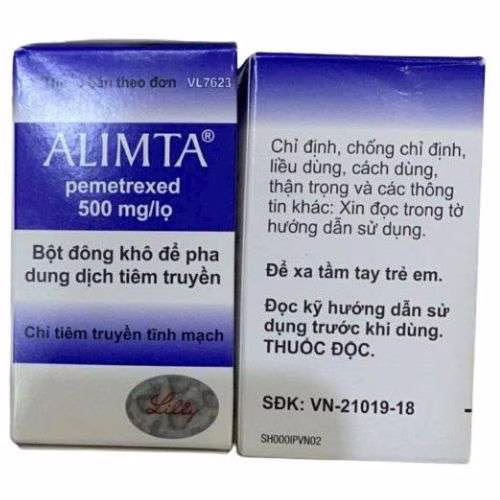 bán theo đơn VL7623
ALIMTA®
pemetrexed
500 mg/lọ
Bột đông khô để pha
dung dịch tiêm truyền
Chỉ tiêm truyền tĩnh mạch
Lilly
Chỉ định, chống chỉ định,
liều dùng, cách dùng,
thận trọng và các thông
tin khác: Xin đọc trong tờ
hướng dẫn sử dụng.
Để xa tầm tay trẻ em.
Đọc kỹ hướng dẫn sử
dụng trước khi dùng.
THUỐC ĐỘC.
SĐK: VN-21019-18
SH000IPVN02